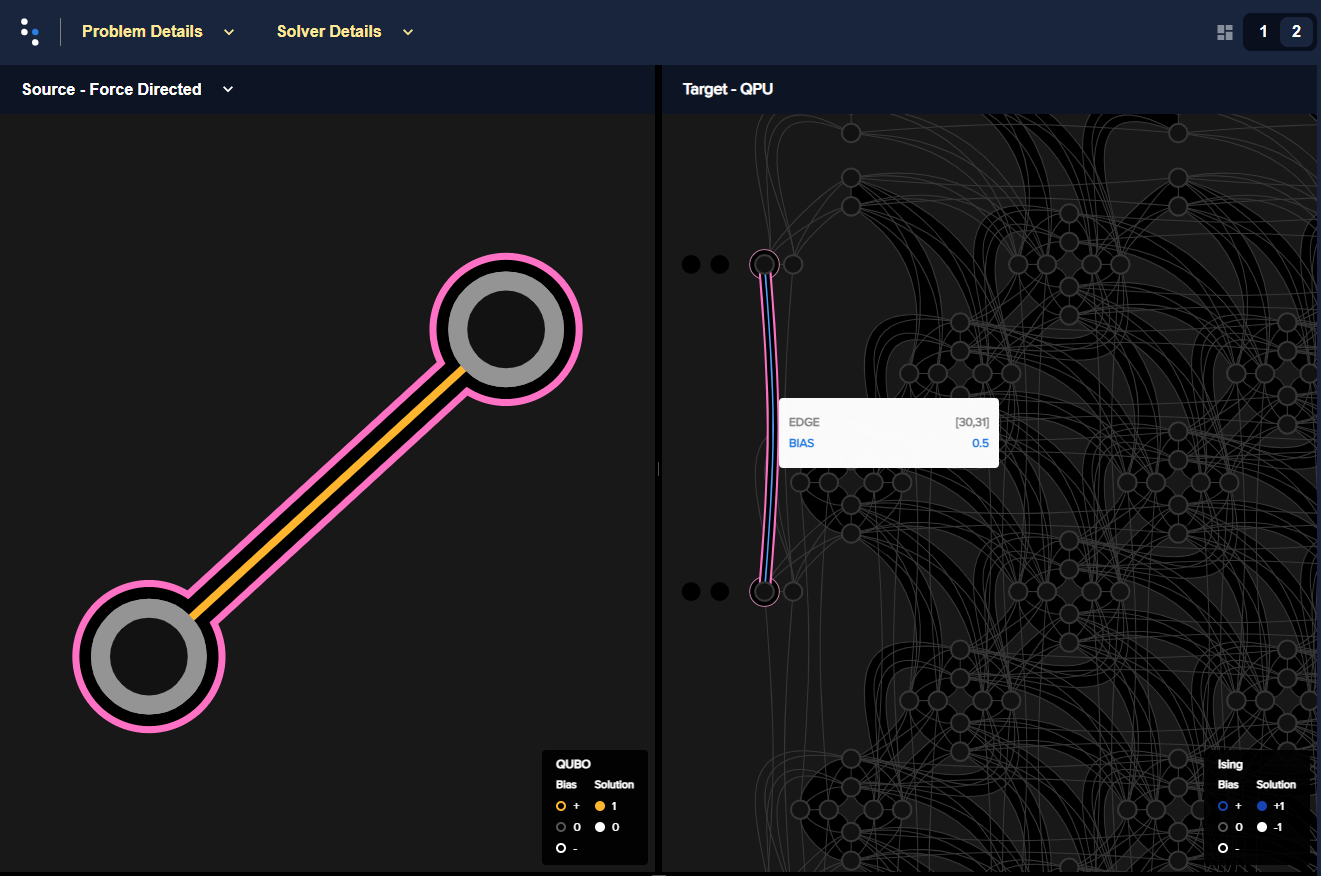 Problem Details
Solver Details
1
2
Source - Force Directed
Target - QPU
EDGE [30,31]
BIAS 0.5
QUBO
Bias Solution
+ 1
0 0
-
Ising
Bias Solution
+ +1
0 -1
-